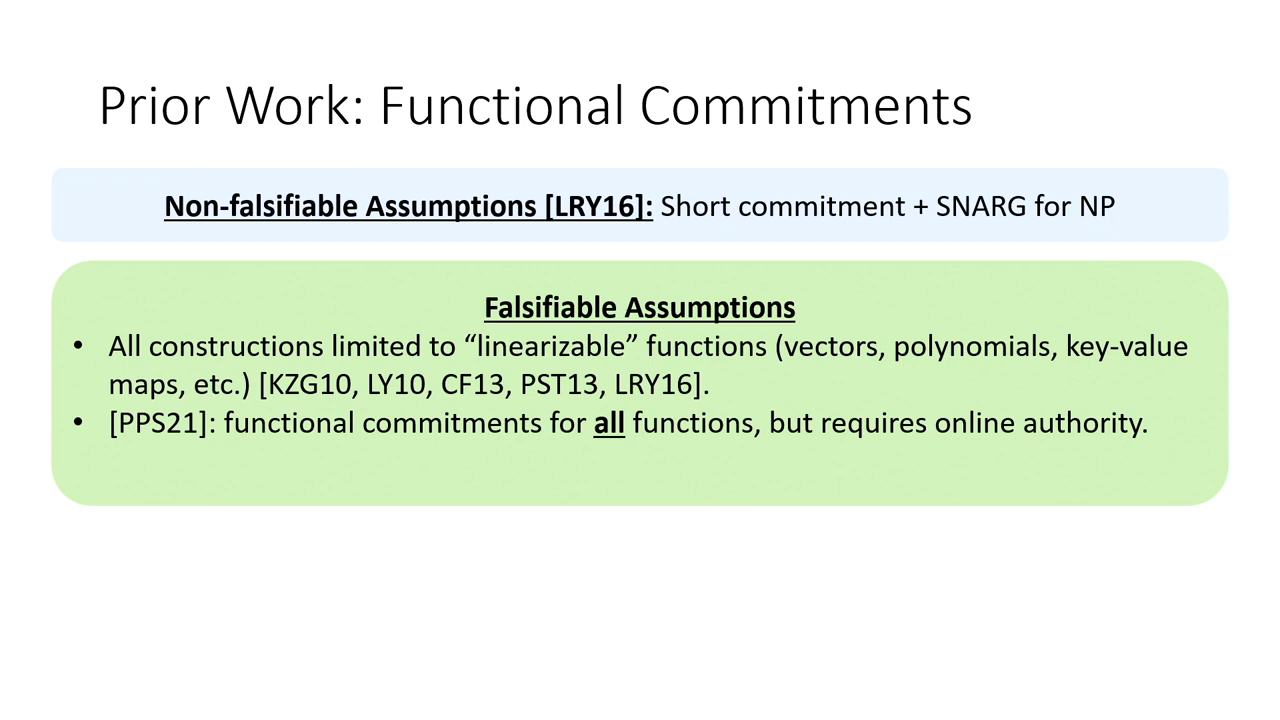 Prior Work: Functional Commitments
Non-falsifiable Assumptions [LRY16]: Short commitment + SNARG for NP
Falsifiable Assumptions
• All constructions limited to “linearizable” functions (vectors, polynomials, key-value
maps, etc.) [KZG10, LY10, CF13, PST13, LRY16].
• [PPS21]: functional commitments for all functions, but requires online authority.